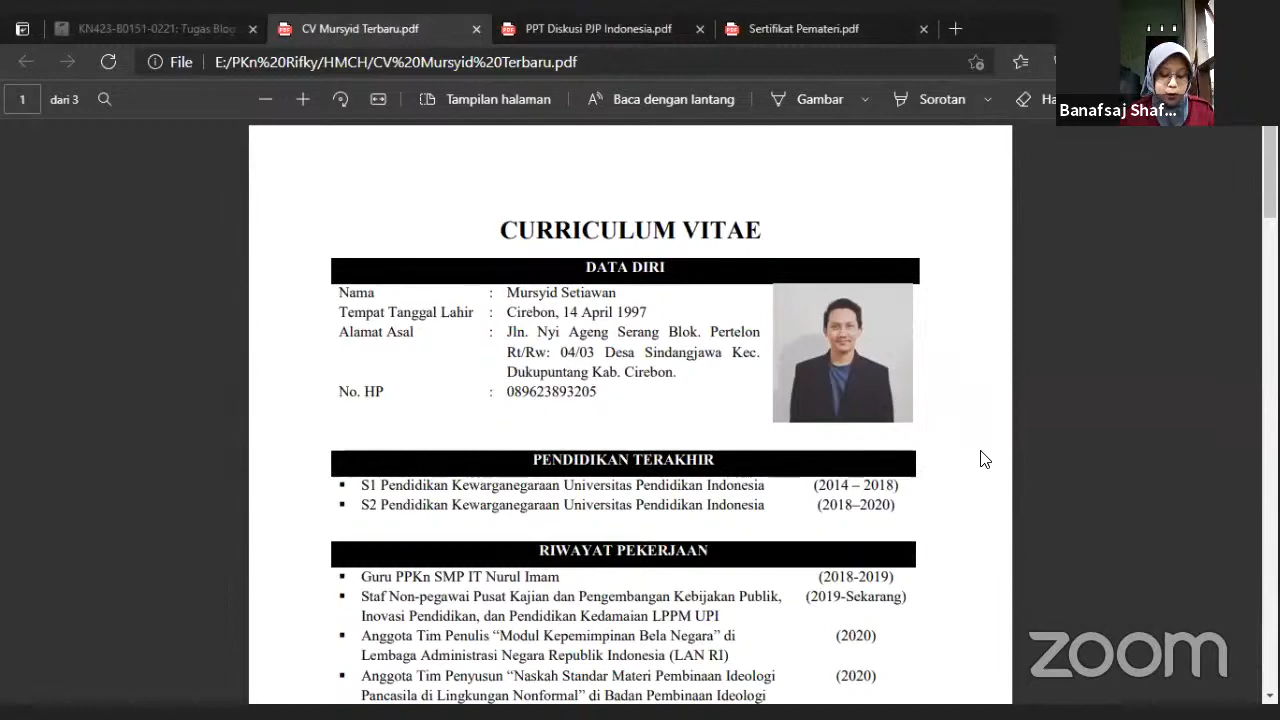 KN423-B0151-0221: Tugas Blog
CV Mursyid Terbaru.pdf
PPT Diskusi PJP Indonesia.pdf
Sertifikat Pemateri.pdf
File
E:/PKn%20Rifky/HMCH/CV%20Mursyid%20Terbaru.pdf
1 dari 3
Tampilan halaman
Baca dengan lantang
Gambar
Sorotan
Ha
Banafsaj Shaf...
CURRICULUM VITAE
DATA DIRI
Nama : Mursyid Setiawan
Tempat Tanggal Lahir : Cirebon, 14 April 1997
Alamat Asal : Jln. Nyi Ageng Serang Blok. Pertelon
Rt/Rw: 04/03 Desa Sindangjawa Kec.
Dukupuntang Kab. Cirebon.
No. HP : 089623893205
PENDIDIKAN TERAKHIR
▪ S1 Pendidikan Kewarganegaraan Universitas Pendidikan Indonesia (2014 – 2018)
▪ S2 Pendidikan Kewarganegaraan Universitas Pendidikan Indonesia (2018–2020)
RIWAYAT PEKERJAAN
▪ Guru PPKn SMP IT Nurul Imam (2018-2019)
▪ Staf Non-pegawai Pusat Kajian dan Pengembangan Kebijakan Publik, (2019-Sekarang)
Inovasi Pendidikan, dan Pendidikan Kedamaian LPPM UPI
▪ Anggota Tim Penulis “Modul Kepemimpinan Bela Negara” di (2020)
Lembaga Administrasi Negara Republik Indonesia (LAN RI)
▪ Anggota Tim Penyusun “Naskah Standar Materi Pembinaan Ideologi (2020)
Pancasila di Lingkungan Nonformal” di Badan Pembinaan Ideologi
zoom